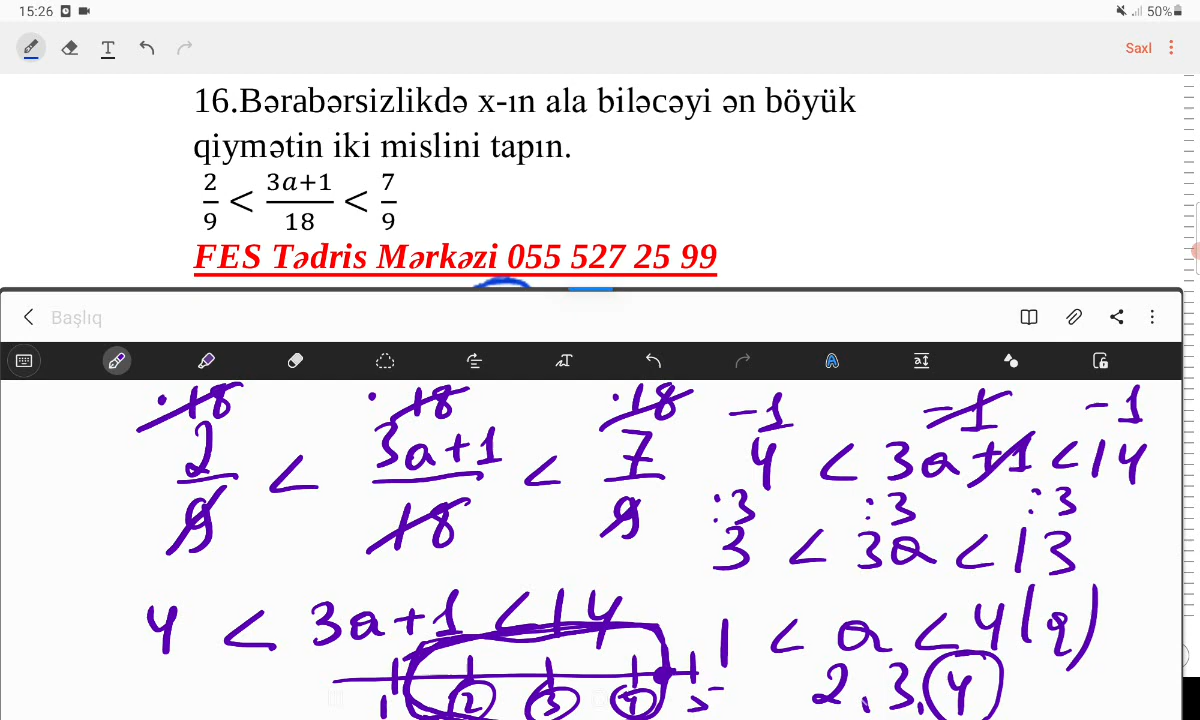 15:26 50%
T Saxl
16.Bərabərsizlikdə x-ın ala biləcəyi ən böyük
qiymətin iki mislini tapın.
2/9 < 3a+1/18 < 7/9
FES Tədris Mərkəzi 055 527 25 99
Başlıq
·18 ·18 ·18 -1 -1 -1
2/9 < 3a+1/18 < 7/9 4 < 3a+1 < 14
:3 :3 :3
3 < 3a < 13
4 < 3a+1 < 14 1 < a < 4(q)
1 2 3 4 5 2, 3, 4